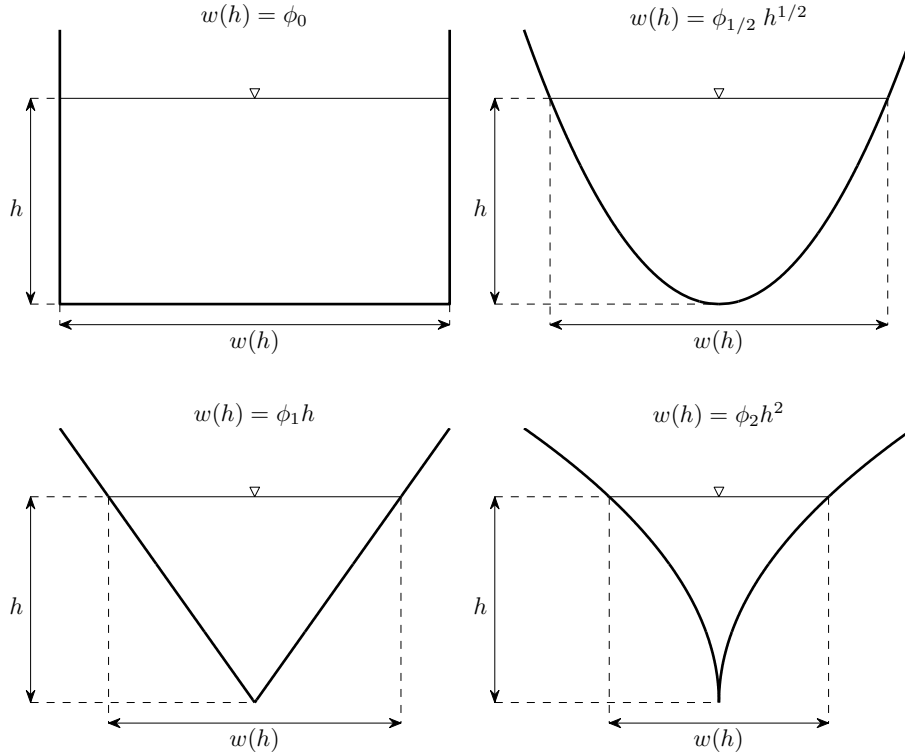 w(h) = ϕ₀
w(h) = ϕ₁/₂ h¹/²
h
h
w(h)
w(h)
w(h) = ϕ₁h
w(h) = ϕ₂h²
h
h
w(h)
w(h)